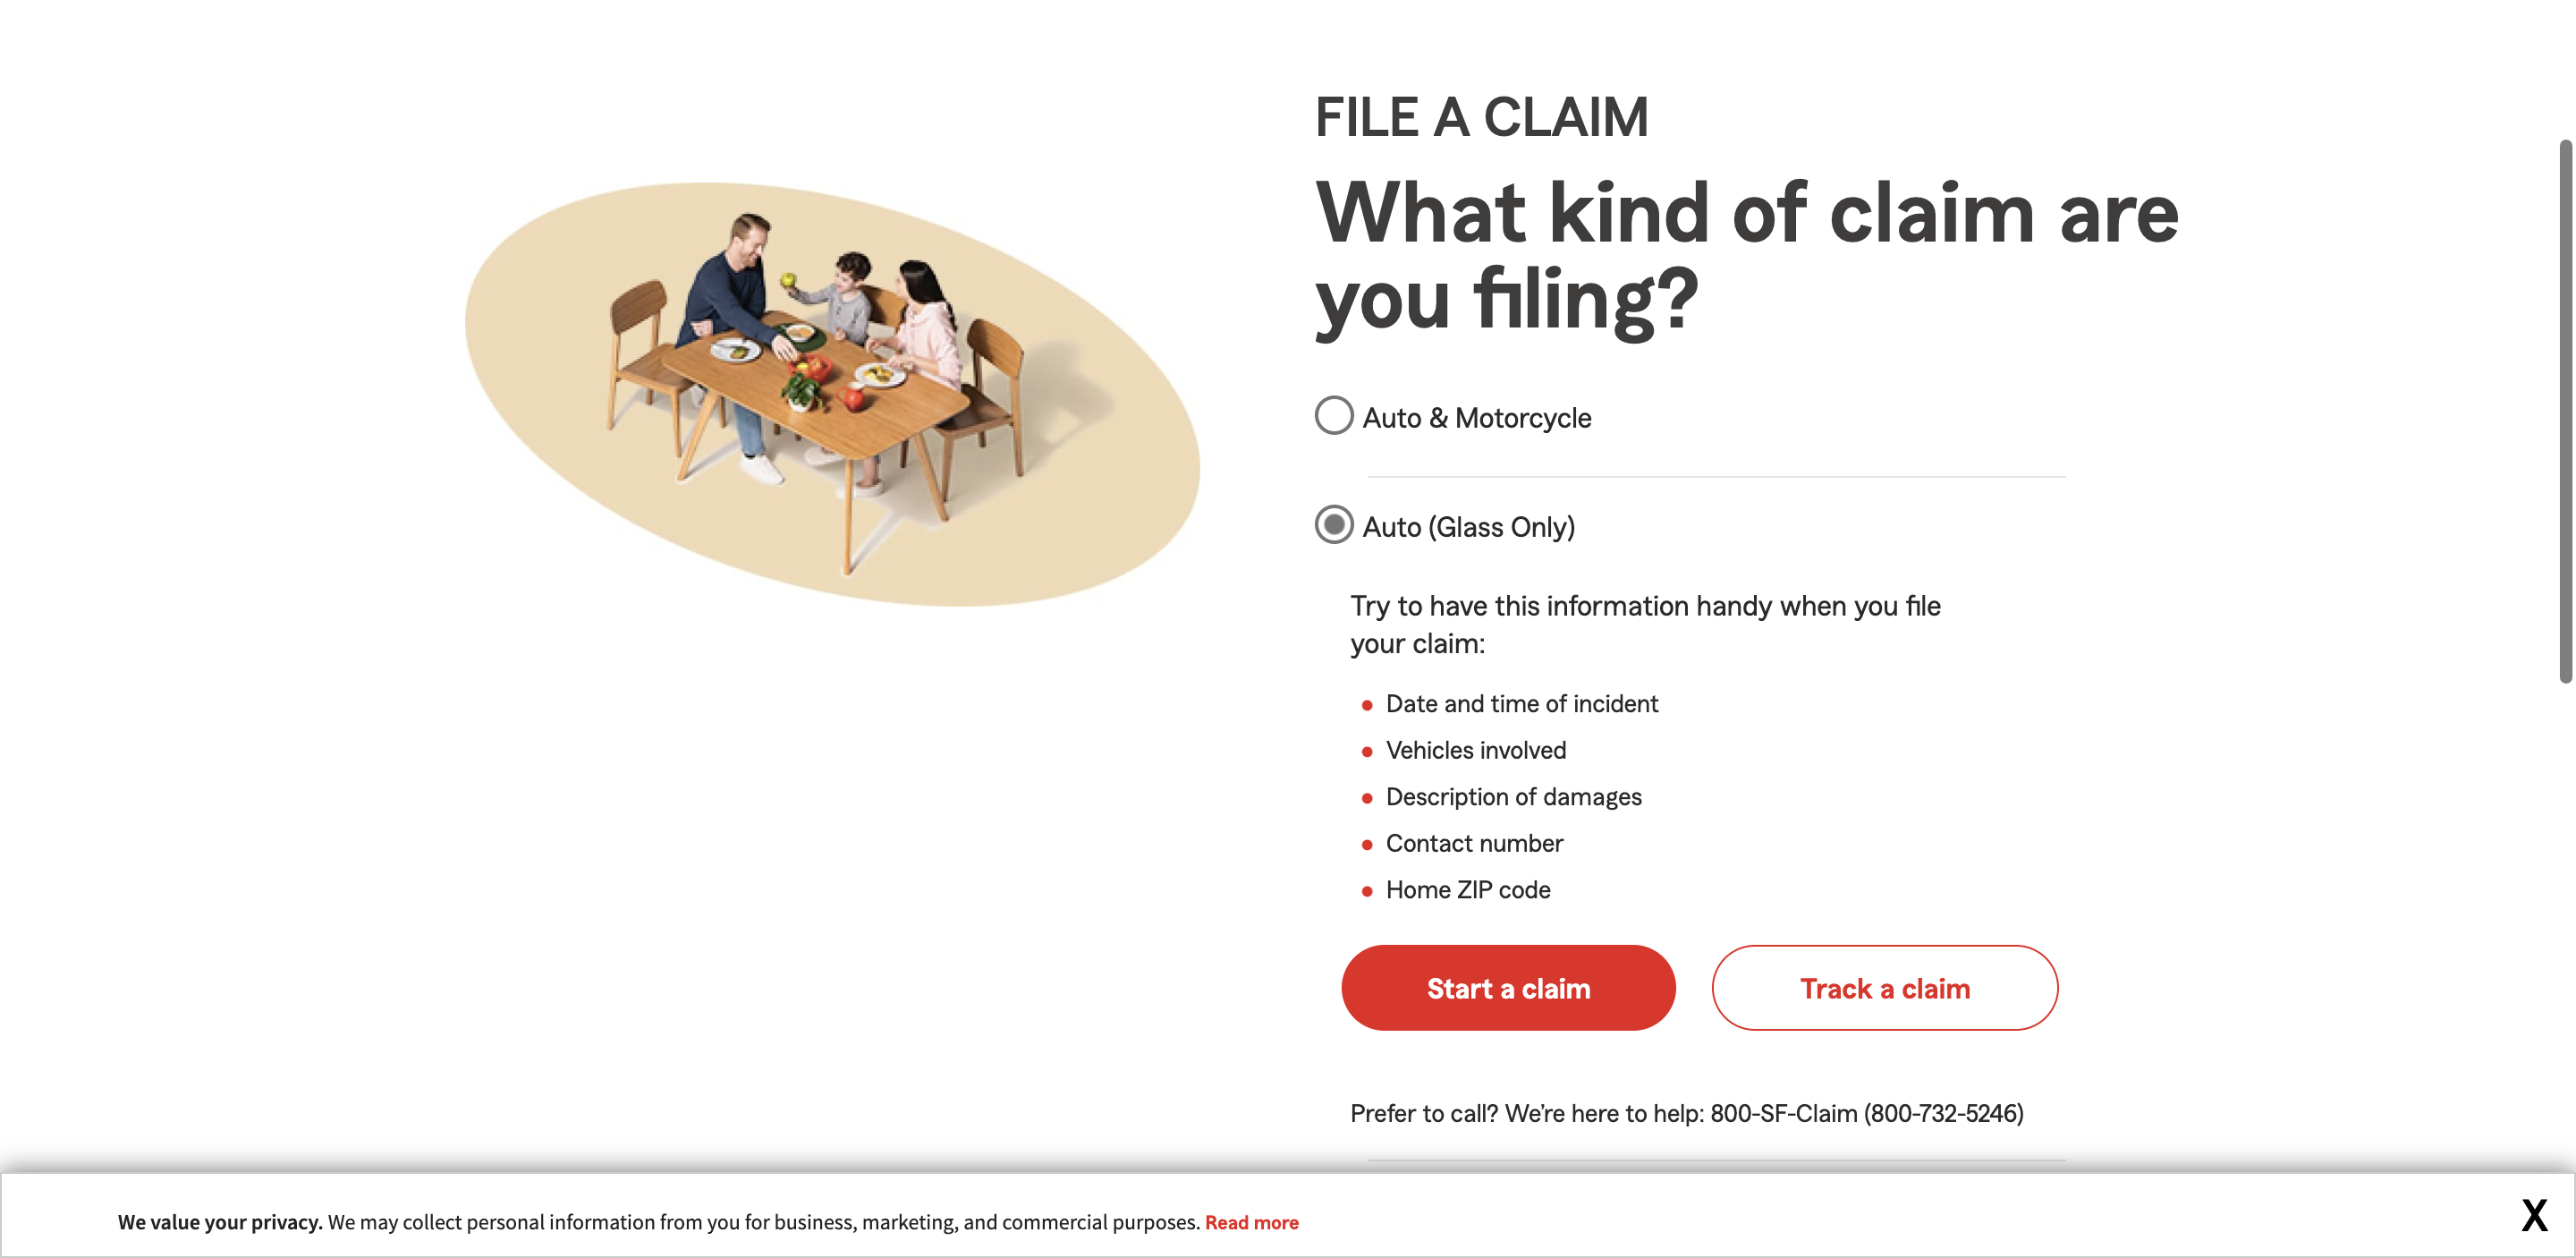 FILE A CLAIM
What kind of claim are
you filing?
Auto & Motorcycle
Auto (Glass Only)
Try to have this information handy when you file
your claim:
Date and time of incident
Vehicles involved
Description of damages
Contact number
Home ZIP code
Start a claim
Track a claim
Prefer to call? We're here to help: 800-SF-Claim (800-732-5246)
We value your privacy. We may collect personal information from you for business, marketing, and commercial purposes. Read more
X